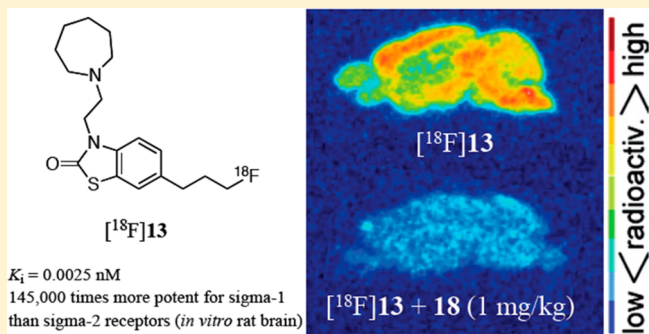 N
N
O
S
¹⁸F
[¹⁸F]13
Kᵢ = 0.0025 nM
145,000 times more potent for sigma-1
than sigma-2 receptors (in vitro rat brain)
[¹⁸F]13
[¹⁸F]13 + 18 (1 mg/kg)
low < radioactiv. > high